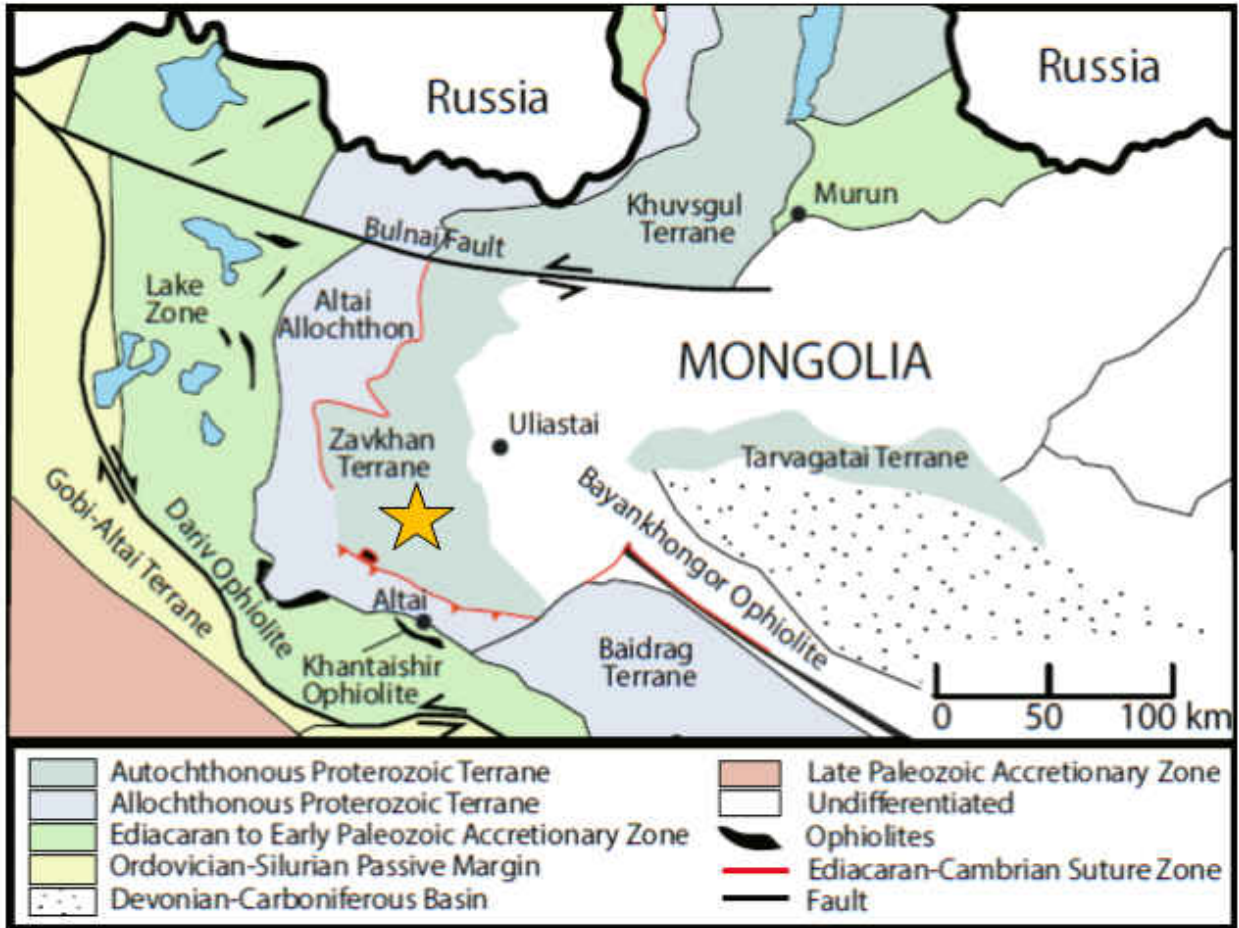 Russia
Russia
Khuvsgul
Terrane
Murun
Bulnai Fault
Lake
Zone
Altai
Allochthon
MONGOLIA
Uliastai
Zavkhan
Terrane
Tarvagatai Terrane
Bayankhongor Ophiolite
Gobi-Altai Terrane
Dariv Ophiolite
Altai
Khantaishir
Ophiolite
Baidrag
Terrane
0 50 100 km
Autochthonous Proterozoic Terrane
Allochthonous Proterozoic Terrane
Ediacaran to Early Paleozoic Accretionary Zone
Ordovician-Silurian Passive Margin
Devonian-Carboniferous Basin
Late Paleozoic Accretionary Zone
Undifferentiated
Ophiolites
Ediacaran-Cambrian Suture Zone
Fault